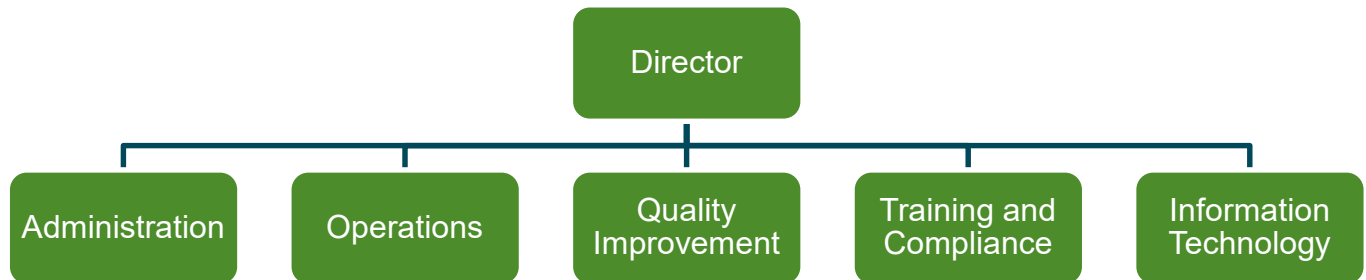 Director
Administration
Operations
Quality
Improvement
Training and
Compliance
Information
Technology